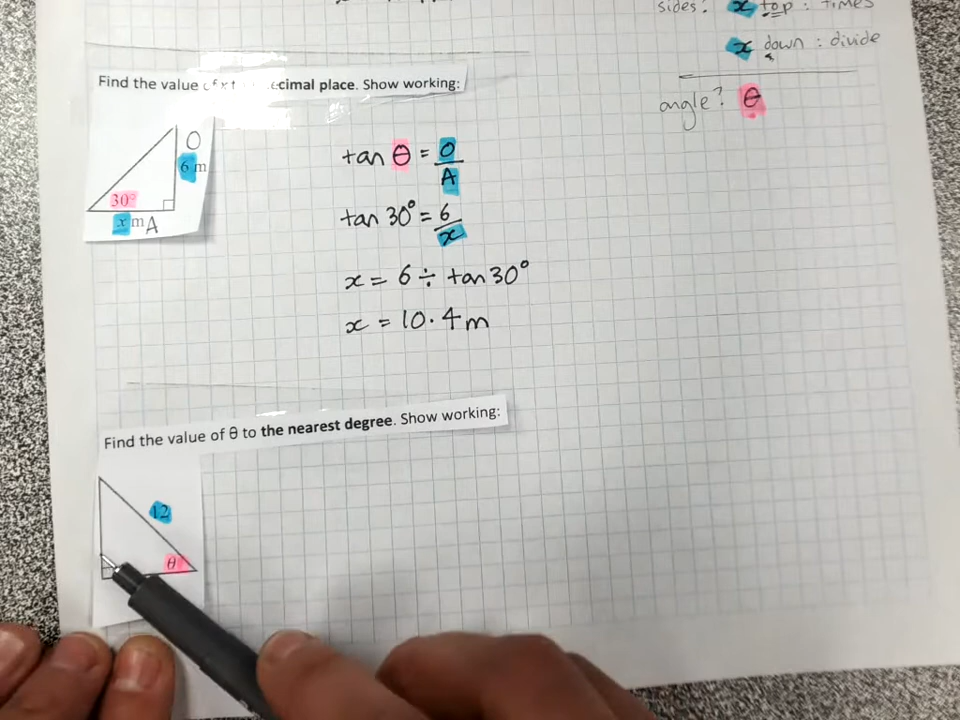 sides: x top : times
x down : divide
angle? θ
Find the value of x t ecimal place. Show working:
O
6 m
30°
x m A
tan θ = O/A
tan 30° = 6/x
x = 6 ÷ tan 30°
x = 10.4 m
Find the value of θ to the nearest degree. Show working:
12
θ